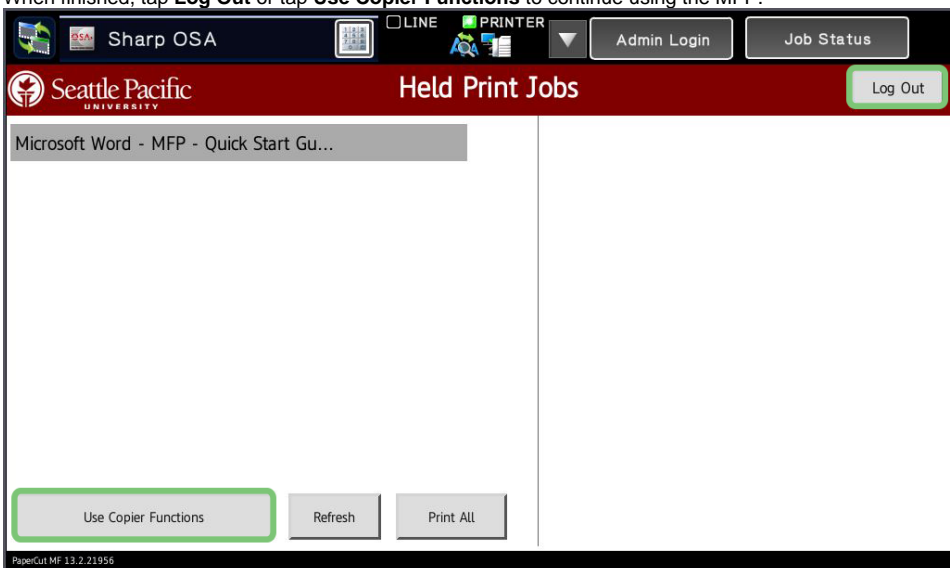 When finished, tap Log Out or tap Use Copier Functions to continue using the MFP.
OSA Sharp OSA LINE PRINTER Admin Login Job Status
Seattle Pacific
UNIVERSITY
Held Print Jobs
Log Out
Microsoft Word - MFP - Quick Start Gu...
Use Copier Functions Refresh Print All
PaperCut MF 13.2.21956